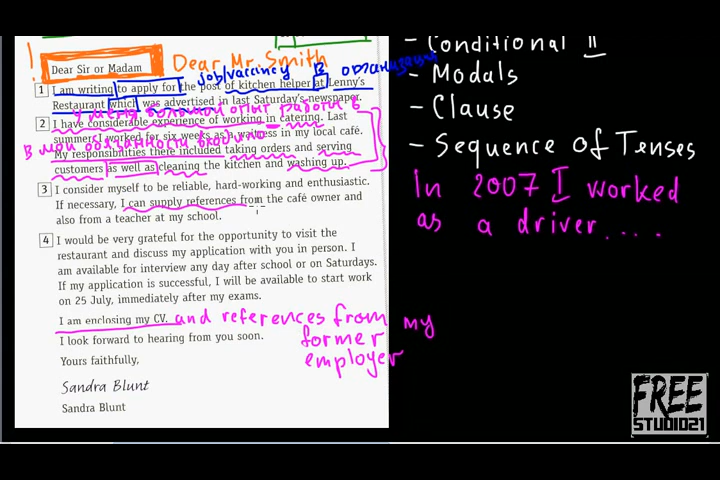 Dear Sir or Madam
Dear Mr. Smith
job/vaccincy
В организации
1 I am writing to apply for the post of kitchen helper at Lenny's
Restaurant which was advertised in last Saturday's newspaper.
У меня большой опыт работы в
2 I have considerable experience of working in catering. Last
summer I worked for six weeks as a waitress in my local café.
В мои обязанности входило
My responsibilities there included taking orders and serving
customers as well as cleaning the kitchen and washing up.
3 I consider myself to be reliable, hard-working and enthusiastic.
If necessary, I can supply references from the café owner and
also from a teacher at my school.
4 I would be very grateful for the opportunity to visit the
restaurant and discuss my application with you in person. I
am available for interview any day after school or on Saturdays.
If my application is successful, I will be available to start work
on 25 July, immediately after my exams.
I am enclosing my CV. and references from my
former
employer
I look forward to hearing from you soon.
Yours faithfully,
Sandra Blunt
Sandra Blunt
- Conditional II
- Modals
- Clause
- Sequence of Tenses
In 2007 I worked
as a driver....
FREE
STUDIO21